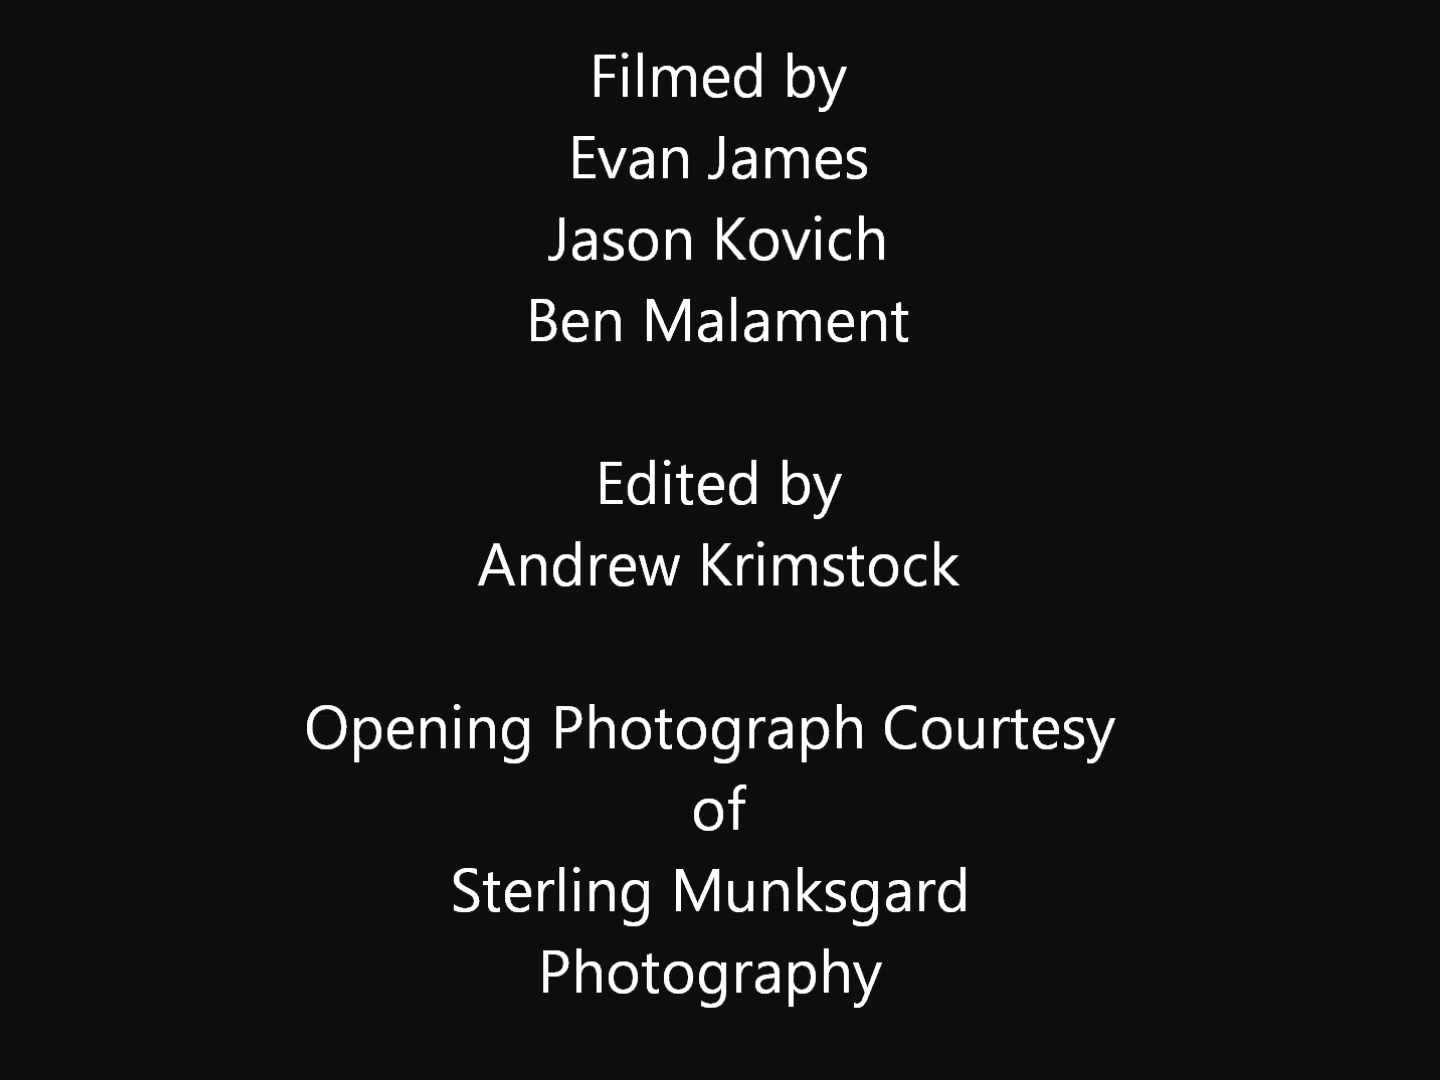 Filmed by
Evan James
Jason Kovich
Ben Malament
Edited by
Andrew Krimstock
Opening Photograph Courtesy
of
Sterling Munksgard
Photography